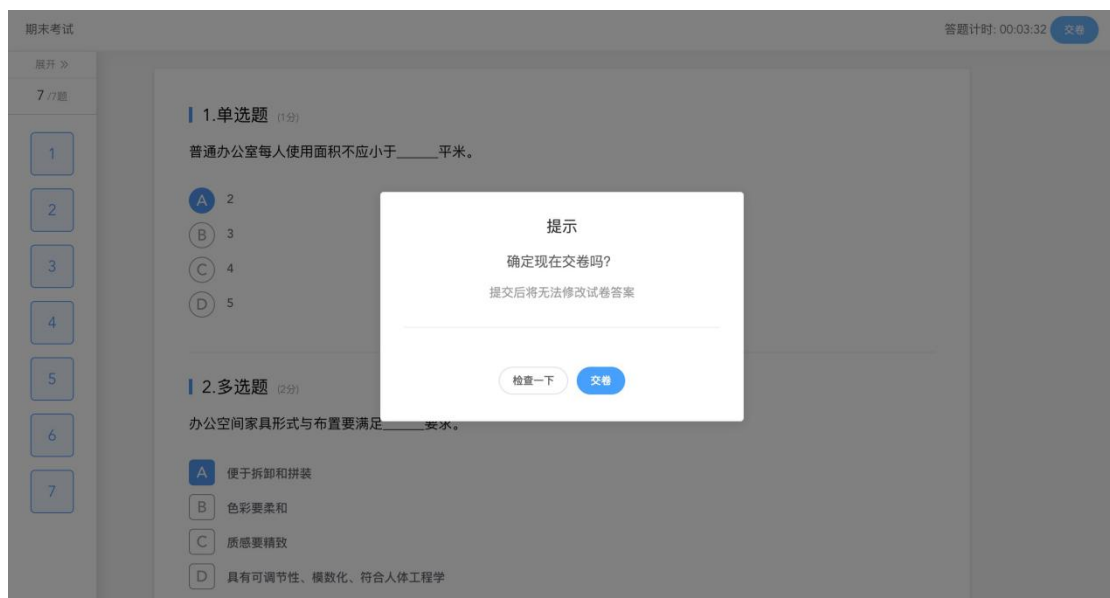 期末考试
答题计时: 00:03:32 交卷
展开 »
7 /7题
1
2
3
4
5
6
7
1.单选题 (1分)
普通办公室每人使用面积不应小于______平米。
A 2
B 3
C 4
D 5
2.多选题 (2分)
办公空间家具形式与布置要满足______要求。
A 便于拆卸和拼装
B 色彩要柔和
C 质感要精致
D 具有可调节性、模数化、符合人体工程学
提示
确定现在交卷吗?
提交后将无法修改试卷答案
检查一下 交卷